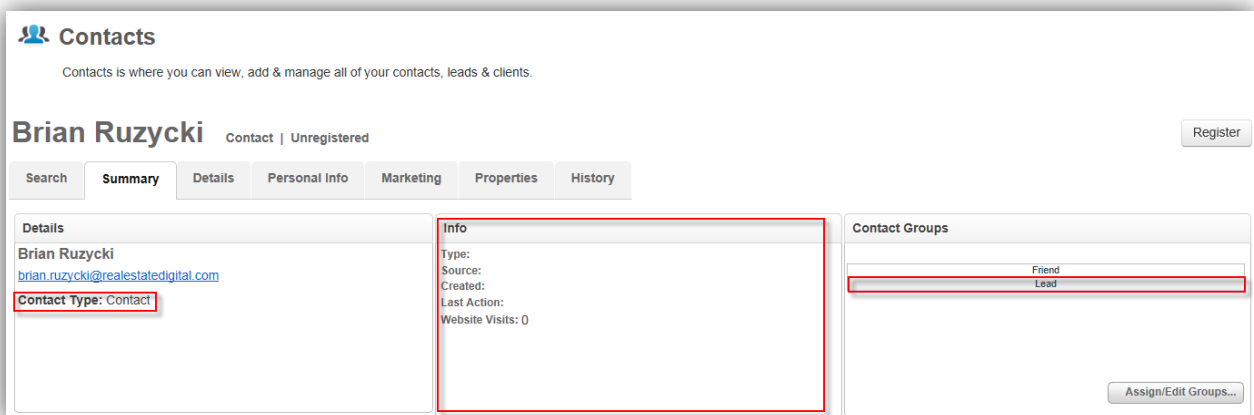 Contacts
Contacts is where you can view, add & manage all of your contacts, leads & clients.
Brian Ruzycki Contact | Unregistered
Register
Search Summary Details Personal Info Marketing Properties History
Details
Brian Ruzycki
brian.ruzycki@realestatedigital.com
Contact Type: Contact
Info
Type:
Source:
Created:
Last Action:
Website Visits: ()
Contact Groups
Friend
Lead
Assign/Edit Groups...